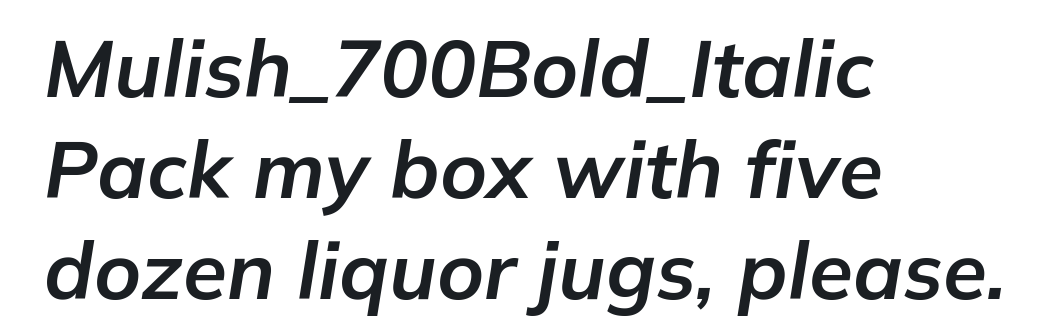 Mulish_700Bold_Italic
Pack my box with five
dozen liquor jugs, please.